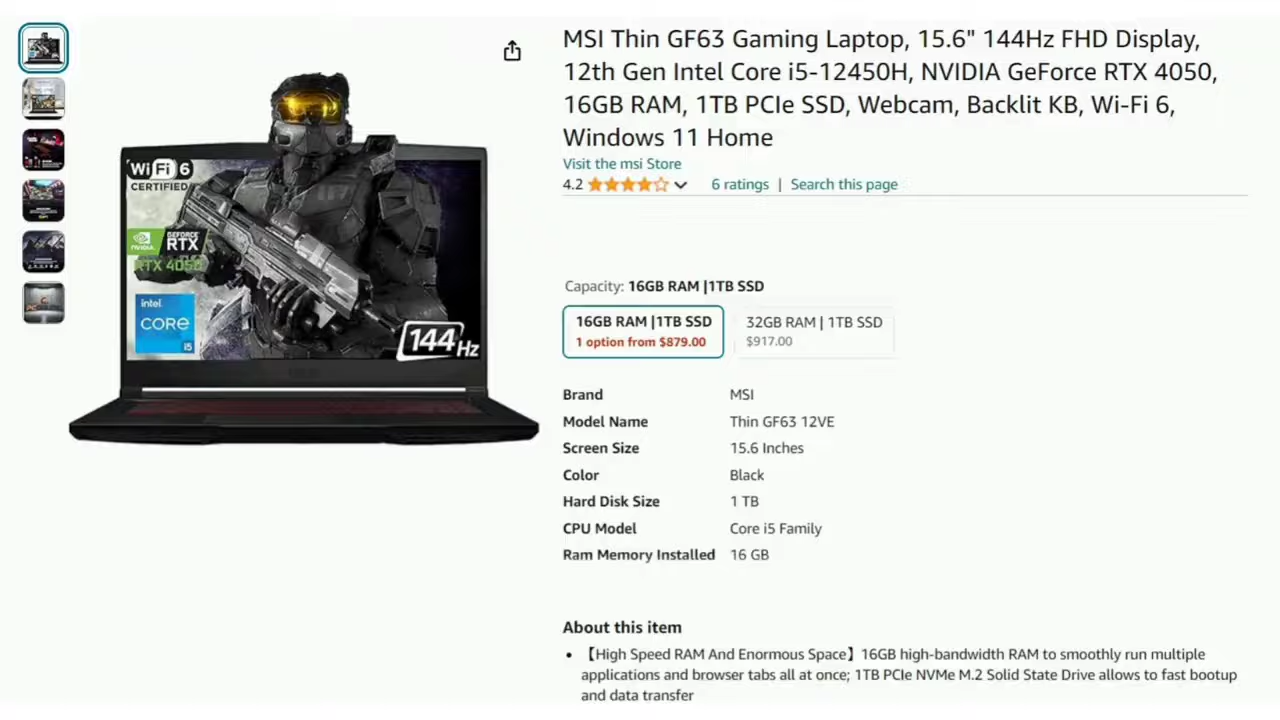 MSI Thin GF63 Gaming Laptop, 15.6" 144Hz FHD Display,
12th Gen Intel Core i5-12450H, NVIDIA GeForce RTX 4050,
16GB RAM, 1TB PCIe SSD, Webcam, Backlit KB, Wi-Fi 6,
Windows 11 Home
Visit the msi Store
4.2
6 ratings | Search this page
WiFi 6
CERTIFIED
NVIDIA
GEFORCE
RTX
RTX 4050
intel
CORE
i5
144Hz
Capacity: 16GB RAM |1TB SSD
16GB RAM |1TB SSD
1 option from $879.00
32GB RAM | 1TB SSD
$917.00
Brand MSI
Model Name Thin GF63 12VE
Screen Size 15.6 Inches
Color Black
Hard Disk Size 1 TB
CPU Model Core i5 Family
Ram Memory Installed 16 GB
About this item
• 【High Speed RAM And Enormous Space】16GB high-bandwidth RAM to smoothly run multiple
applications and browser tabs all at once; 1TB PCIe NVMe M.2 Solid State Drive allows to fast bootup
and data transfer